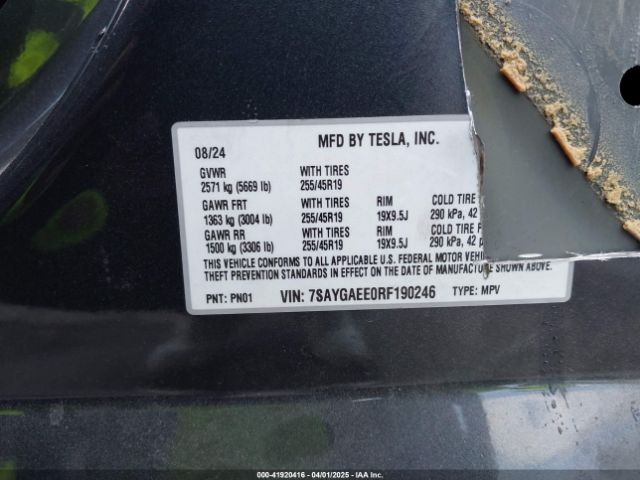 MFD BY TESLA, INC.
08/24
GVWR WITH TIRES
2571 kg (5669 lb) 255/45R19
GAWR FRT WITH TIRES RIM COLD TIRE
1363 kg (3004 lb) 255/45R19 19X9.5J 290 kPa, 42
GAWR RR WITH TIRES RIM COLD TIRE
1500 kg (3306 lb) 255/45R19 19X9.5J 290 kPa, 42
THIS VEHICLE CONFORMS TO ALL APPLICABLE U.S. FEDERAL MOTOR
THEFT PREVENTION STANDARDS IN EFFECT ON THE DATE OF MANUFACTURE SHOWN ABOVE.
PNT: PN01 VIN: 7SAYGAEE0RF190246 TYPE: MPV
000-41920416 - 04/01/2025 - IAA Inc.